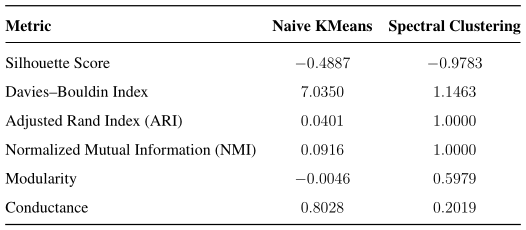 Metric Naive KMeans Spectral Clustering
Silhouette Score −0.4887 −0.9783
Davies–Bouldin Index 7.0350 1.1463
Adjusted Rand Index (ARI) 0.0401 1.0000
Normalized Mutual Information (NMI) 0.0916 1.0000
Modularity −0.0046 0.5979
Conductance 0.8028 0.2019